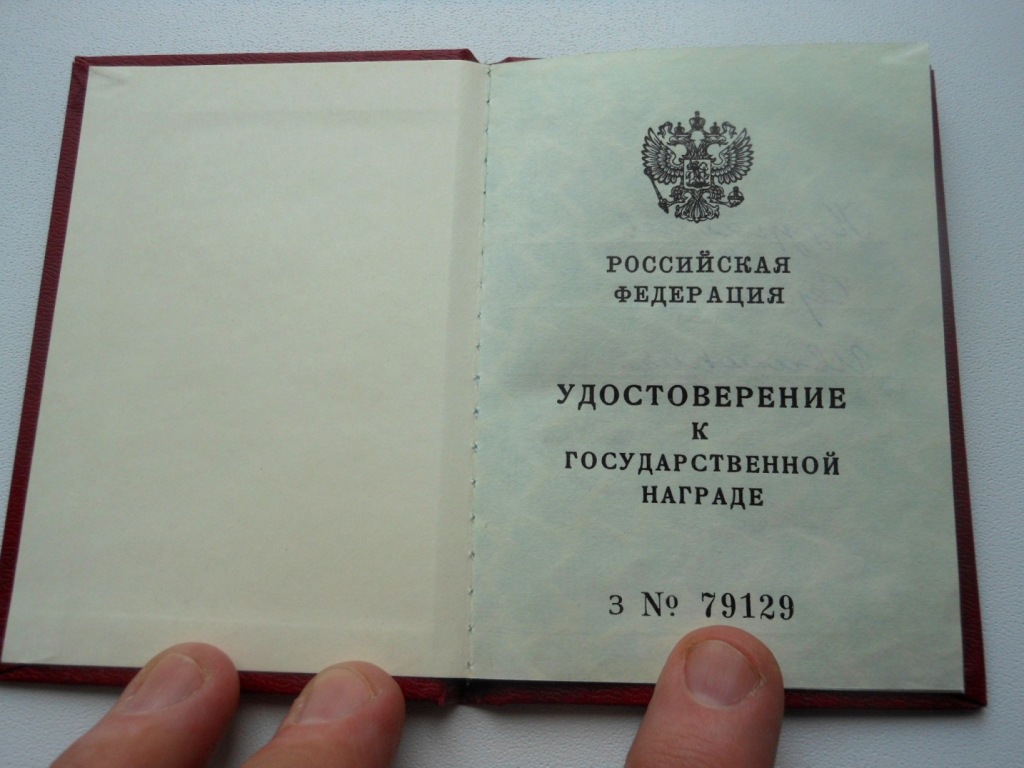 РОССИЙСКАЯ
ФЕДЕРАЦИЯ
УДОСТОВЕРЕНИЕ
К
ГОСУДАРСТВЕННОЙ
НАГРАДЕ
З № 79129